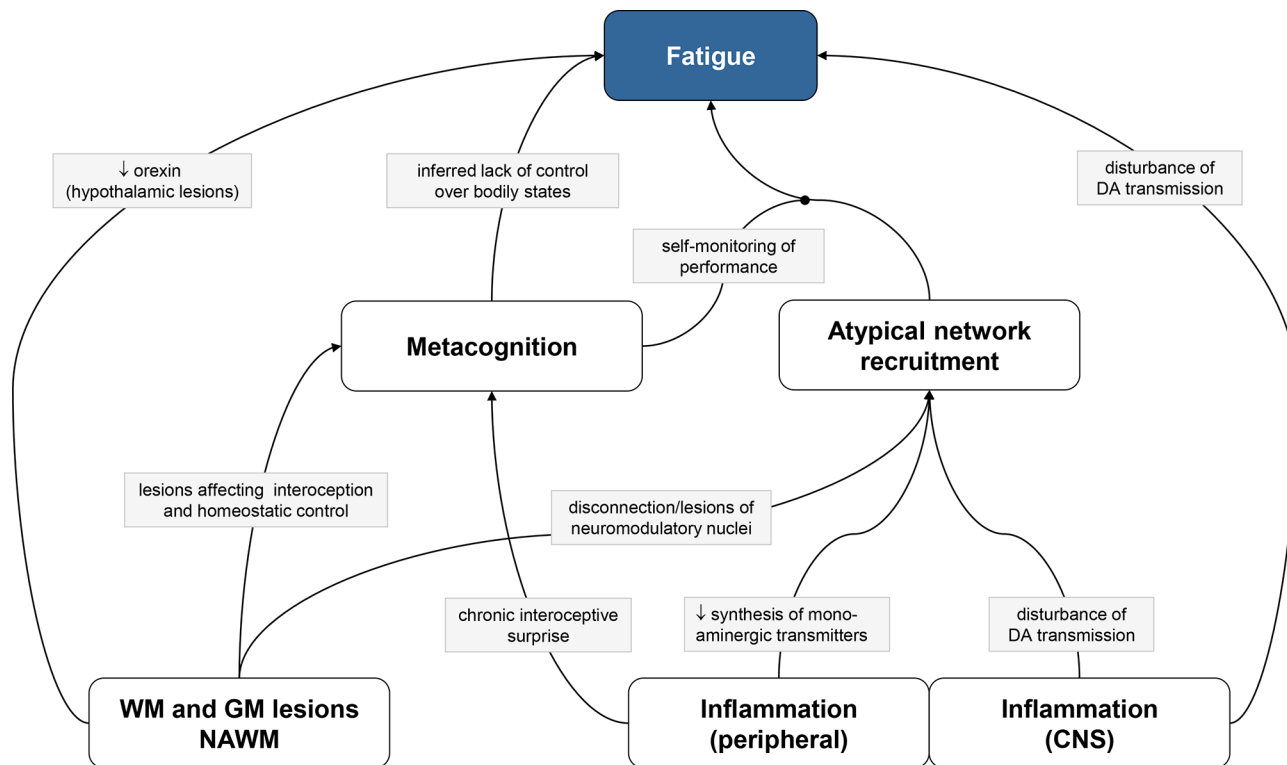 Fatigue
↓ orexin
(hypothalamic lesions)
inferred lack of control
over bodily states
disturbance of
DA transmission
self-monitoring of
performance
Metacognition
Atypical network
recruitment
lesions affecting interoception
and homeostatic control
disconnection/lesions of
neuromodulatory nuclei
chronic interoceptive
surprise
↓ synthesis of mono-
aminergic transmitters
disturbance of
DA transmission
WM and GM lesions
NAWM
Inflammation
(peripheral)
Inflammation
(CNS)